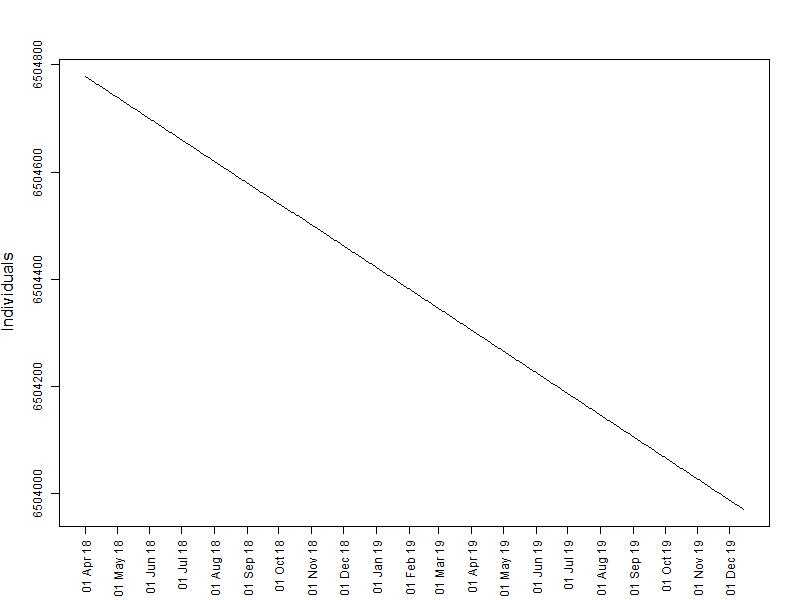 Individuals
6504800
6504600
6504400
6504200
6504000
01 Apr 18
01 May 18
01 Jun 18
01 Jul 18
01 Aug 18
01 Sep 18
01 Oct 18
01 Nov 18
01 Dec 18
01 Jan 19
01 Feb 19
01 Mar 19
01 Apr 19
01 May 19
01 Jun 19
01 Jul 19
01 Aug 19
01 Sep 19
01 Oct 19
01 Nov 19
01 Dec 19